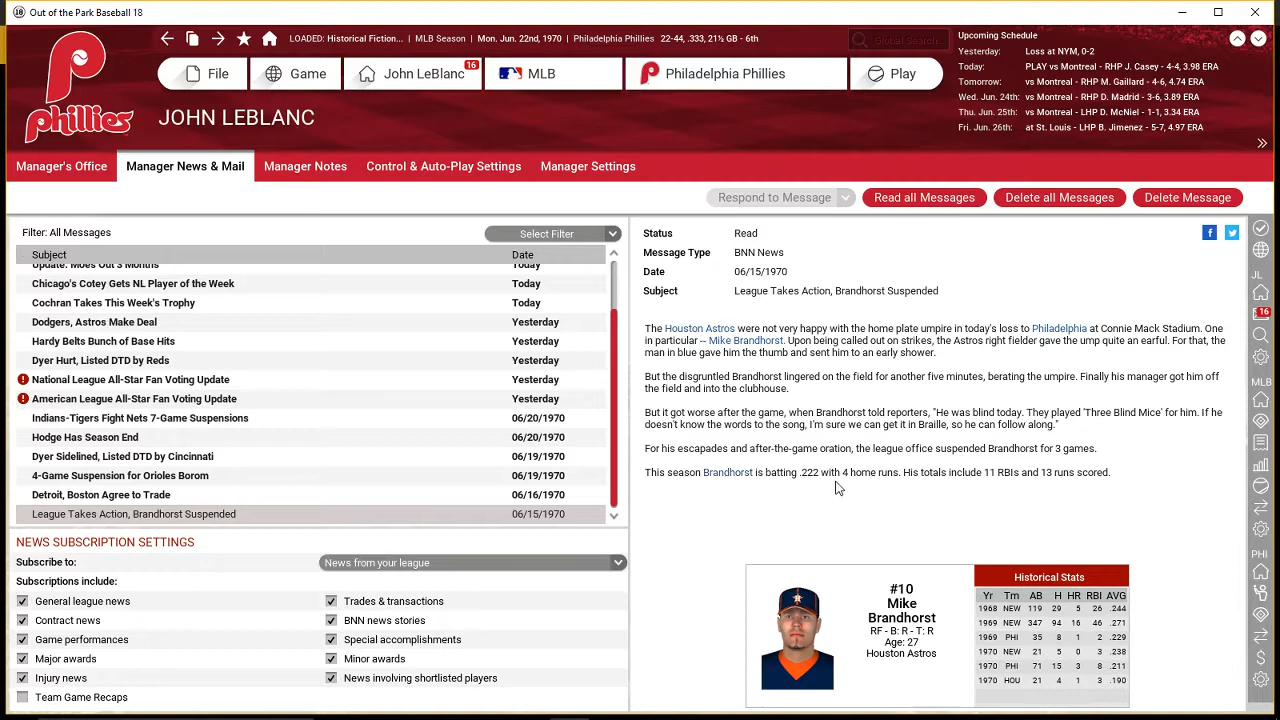 Out of the Park Baseball 18
LOADED: Historical Fiction... | MLB Season | Mon. Jun. 22nd, 1970 | Philadelphia Phillies 22-44, .333, 21½ GB - 6th
Global Search...
Upcoming Schedule
Yesterday: Loss at NYM, 0-2
Today: PLAY vs Montreal - RHP J. Casey - 4-4, 3.98 ERA
Tomorrow: vs Montreal - RHP M. Gaillard - 4-6, 4.74 ERA
Wed. Jun. 24th: vs Montreal - RHP D. Madrid - 3-6, 3.89 ERA
Thu. Jun. 25th: vs Montreal - LHP D. McNiel - 1-1, 3.34 ERA
Fri. Jun. 26th: at St. Louis - LHP B. Jimenez - 5-7, 4.97 ERA
File Game John LeBlanc 16 MLB Philadelphia Phillies Play
phillies
JOHN LEBLANC
Manager's Office Manager News & Mail Manager Notes Control & Auto-Play Settings Manager Settings
Respond to Message Read all Messages Delete all Messages Delete Message
Filter: All Messages Select Filter
Subject Date
Update: Moes Out 3 Months Today
Chicago's Cotey Gets NL Player of the Week Today
Cochran Takes This Week's Trophy Today
Dodgers, Astros Make Deal Yesterday
Hardy Belts Bunch of Base Hits Yesterday
Dyer Hurt, Listed DTD by Reds Yesterday
National League All-Star Fan Voting Update Yesterday
American League All-Star Fan Voting Update Yesterday
Indians-Tigers Fight Nets 7-Game Suspensions 06/20/1970
Hodge Has Season End 06/20/1970
Dyer Sidelined, Listed DTD by Cincinnati 06/19/1970
4-Game Suspension for Orioles Borom 06/19/1970
Detroit, Boston Agree to Trade 06/16/1970
League Takes Action, Brandhorst Suspended 06/15/1970
NEWS SUBSCRIPTION SETTINGS
Subscribe to: News from your league
Subscriptions include:
General league news Trades & transactions
Contract news BNN news stories
Game performances Special accomplishments
Major awards Minor awards
Injury news News involving shortlisted players
Team Game Recaps
Status Read
Message Type BNN News
Date 06/15/1970
Subject League Takes Action, Brandhorst Suspended
The Houston Astros were not very happy with the home plate umpire in today's loss to Philadelphia at Connie Mack Stadium. One
in particular -- Mike Brandhorst. Upon being called out on strikes, the Astros right fielder gave the ump quite an earful. For that, the
man in blue gave him the thumb and sent him to an early shower.
But the disgruntled Brandhorst lingered on the field for another five minutes, berating the umpire. Finally his manager got him off
the field and into the clubhouse.
But it got worse after the game, when Brandhorst told reporters, "He was blind today. They played 'Three Blind Mice' for him. If he
doesn't know the words to the song, I'm sure we can get it in Braille, so he can follow along."
For his escapades and after-the-game oration, the league office suspended Brandhorst for 3 games.
This season Brandhorst is batting .222 with 4 home runs. His totals include 11 RBIs and 13 runs scored.
#10
Mike
Brandhorst
RF - B: R - T: R
Age: 27
Houston Astros
Historical Stats
Yr Tm AB H HR RBI AVG
1968 NEW 119 29 5 26 .244
1969 NEW 347 94 16 46 .271
1969 PHI 35 8 1 2 .229
1970 NEW 21 5 0 3 .238
1970 PHI 71 15 3 8 .211
1970 HOU 21 4 1 3 .190
JL
16
MLB
PHI